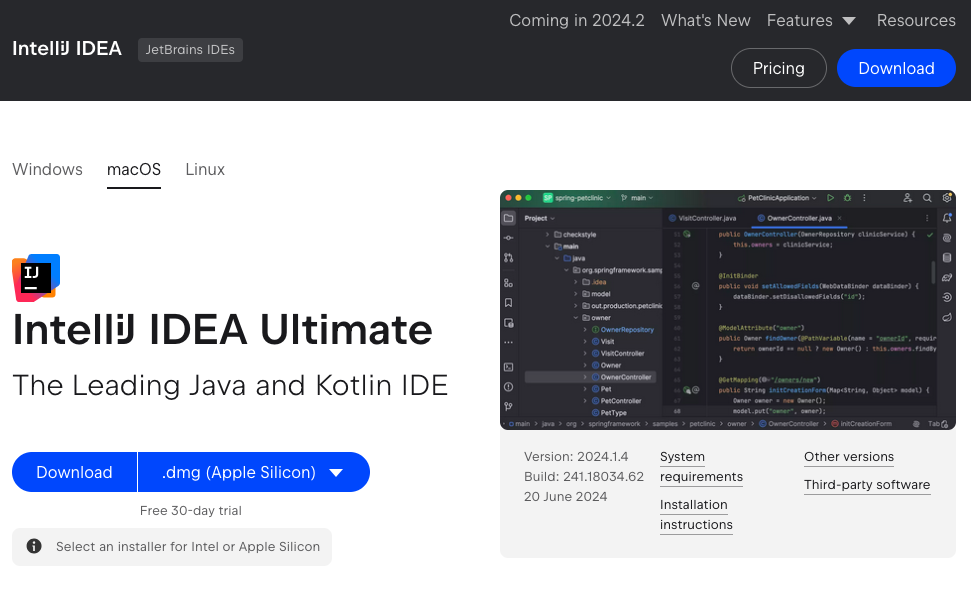 Coming in 2024.2 What's New Features Resources
IntelliJ IDEA JetBrains IDEs
Pricing Download
Windows macOS Linux
IJ
IntelliJ IDEA Ultimate
The Leading Java and Kotlin IDE
Download .dmg (Apple Silicon)
Free 30-day trial
Select an installer for Intel or Apple Silicon
SP spring-petclinic main PetClinicApplication
Project
checkstyle
main
java
org.springframework.samp
.idea
model
out.production.petclinic
owner
OwnerRepository
Visit
VisitController
Owner
OwnerController
Pet
PetController
PetType
VisitController.java OwnerController.java
public OwnerController(OwnerRepository clinicService) {
this.owners = clinicService;
}
@InitBinder
public void setAllowedFields(WebDataBinder dataBinder) {
dataBinder.setDisallowedFields("id");
}
@ModelAttribute("owner")
public Owner findOwner(@PathVariable(name = "ownerId", requir
return ownerId == null ? new Owner() : this.owners.findBy
}
@GetMapping("/owners/new")
public String initCreationForm(Map<String, Object> model) {
Owner owner = new Owner();
model.put("owner", owner);
main > java > org > springframework > samples > petclinic > owner > OwnerController > initCreationForm Tab
Version: 2024.1.4
Build: 241.18034.62
20 June 2024
System
requirements
Installation
instructions
Other versions
Third-party software